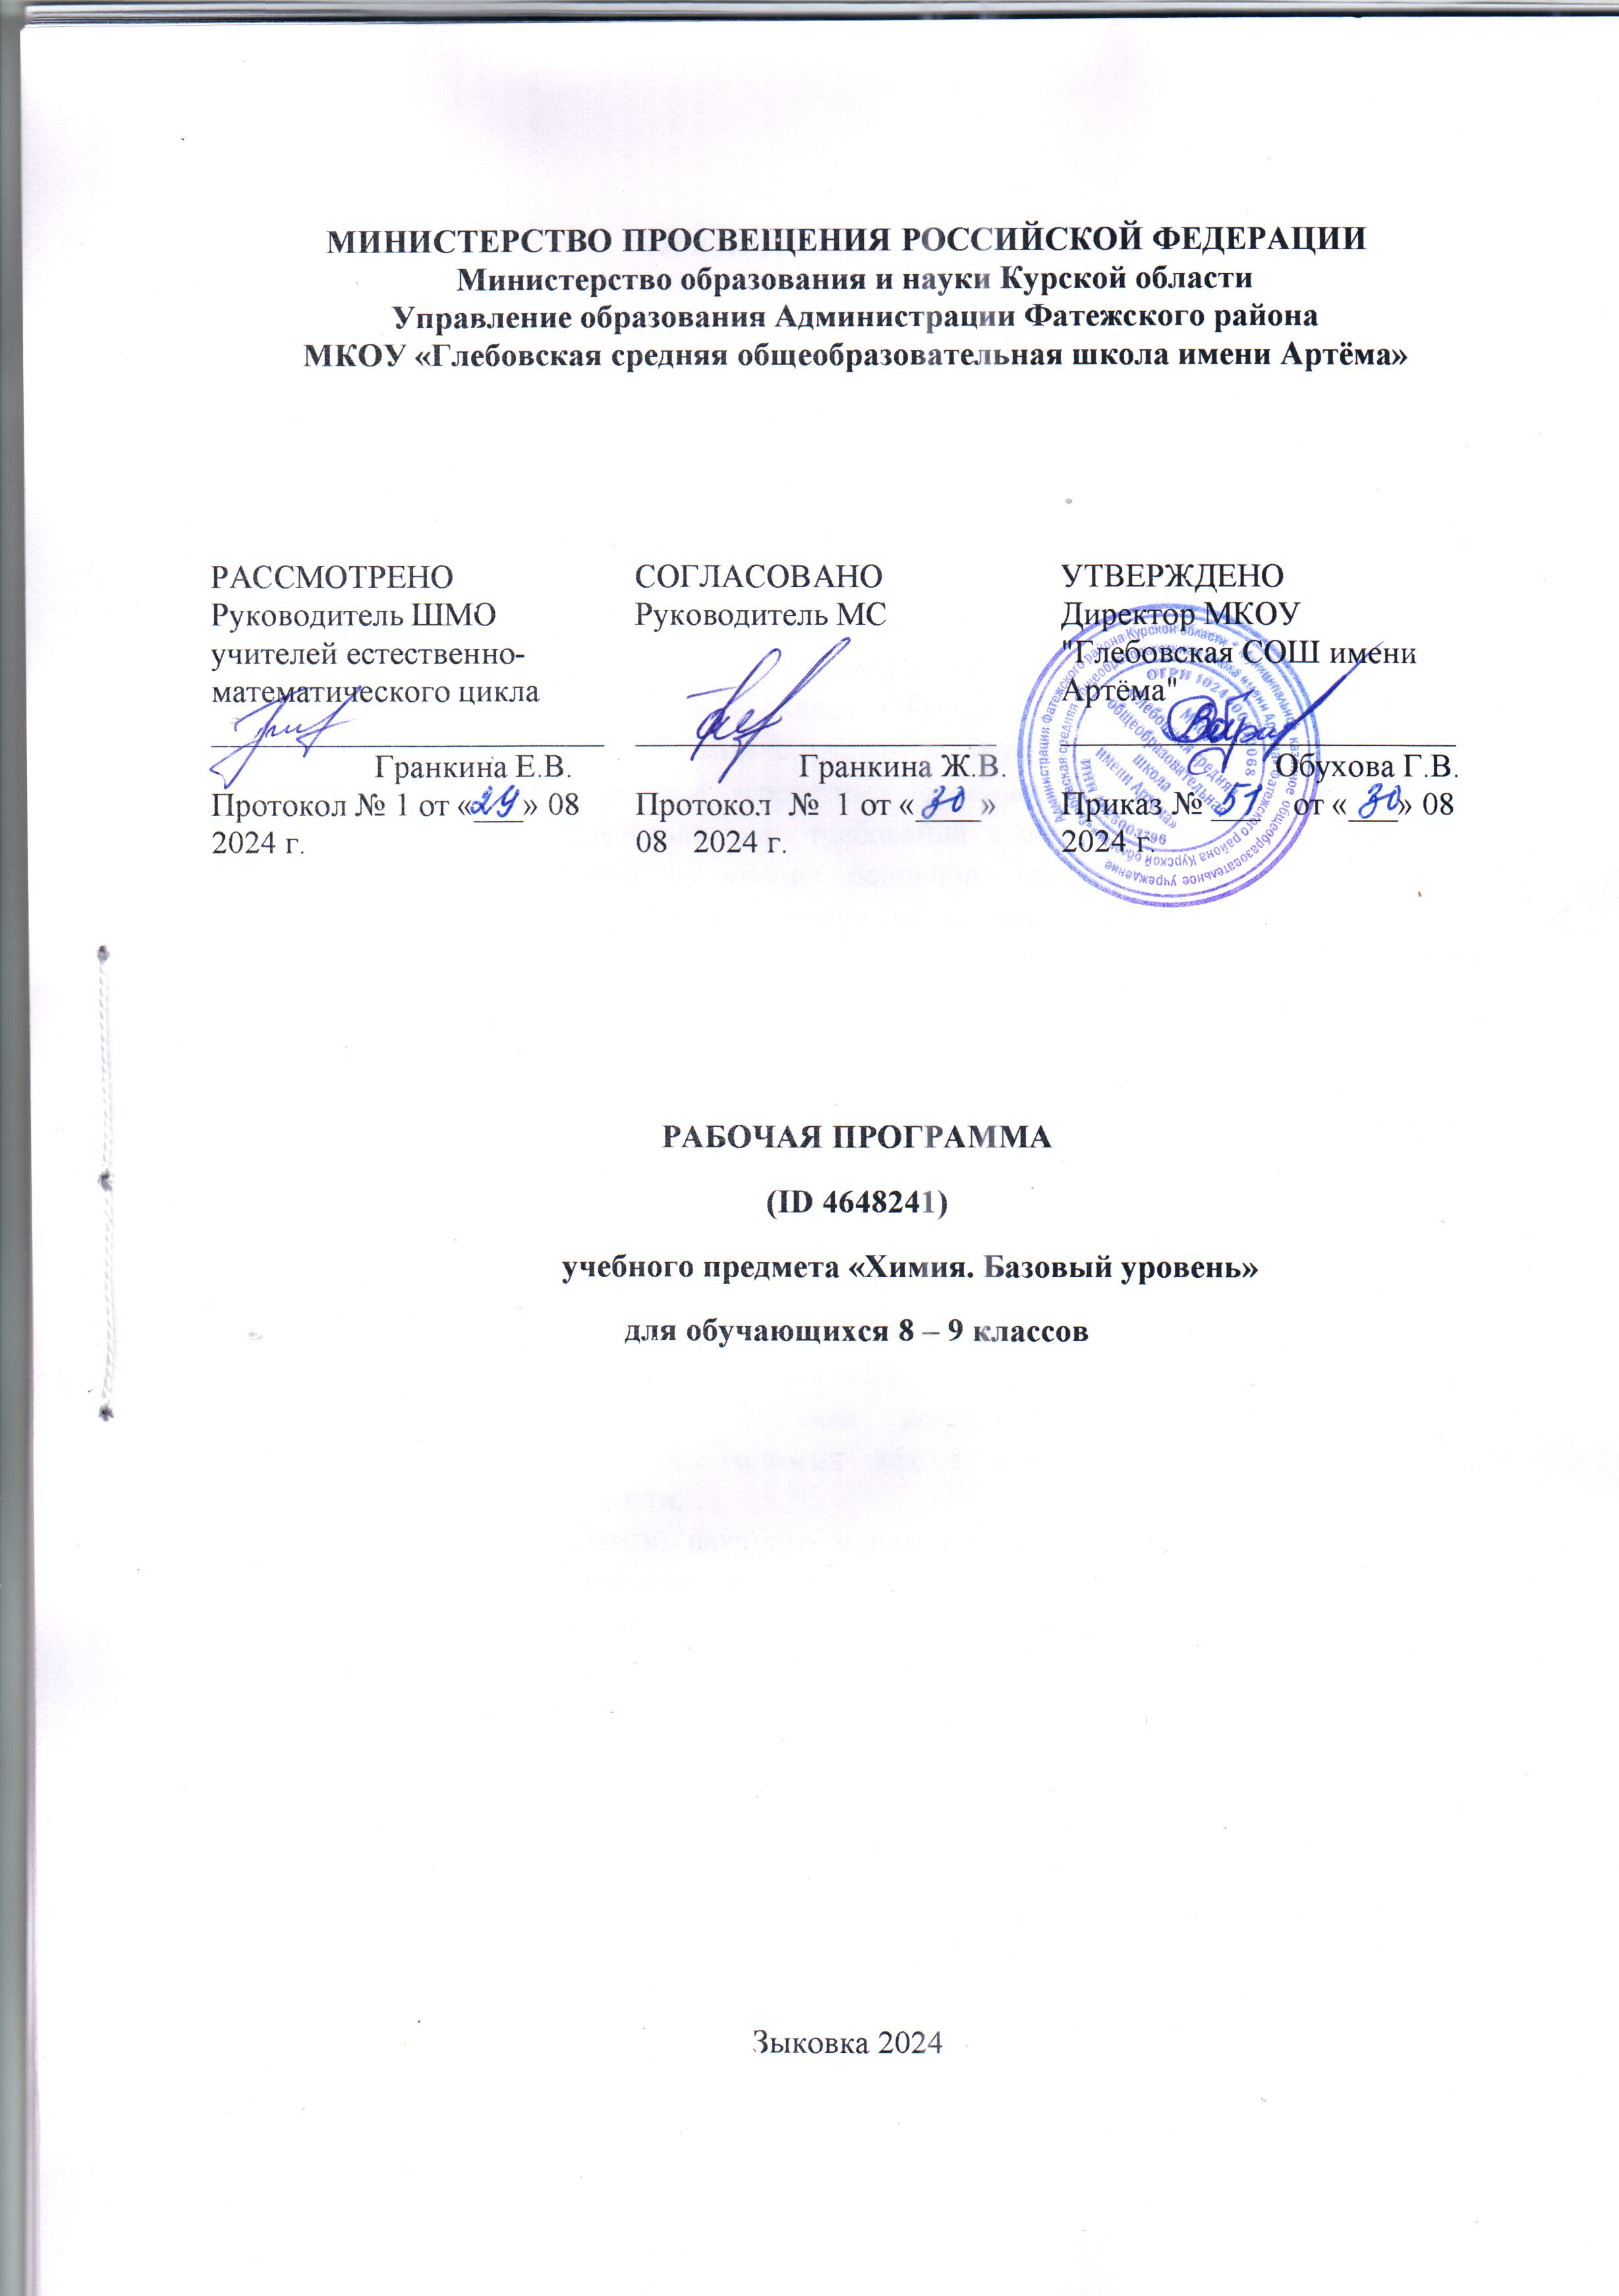 МИНИСТЕРСТВО ПРОСВЕЩЕНИЯ РОССИЙСКОЙ ФЕДЕРАЦИИ
Министерство образования и науки Курской области
Управление образования Администрации Фатежского района
МКОУ «Глебовская средняя общеобразовательная школа имени Артёма»
РАССМОТРЕНО
Руководитель ШМО
учителей естественно-
математического цикла
Гранкина Е.В.
Протокол № 1 от «29» 08
2024 г.
СОГЛАСОВАНО
Руководитель МС
Гранкина Ж.В.
Протокол № 1 от «30»
08 2024 г.
УТВЕРЖДЕНО
Директор МКОУ
"Глебовская СОШ имени
Артёма"
Обухова Г.В.
Приказ № 51 от «30» 08
2024 г.
РАБОЧАЯ ПРОГРАММА
(ID 4648241)
учебного предмета «Химия. Базовый уровень»
для обучающихся 8 – 9 классов
Зыковка 2024